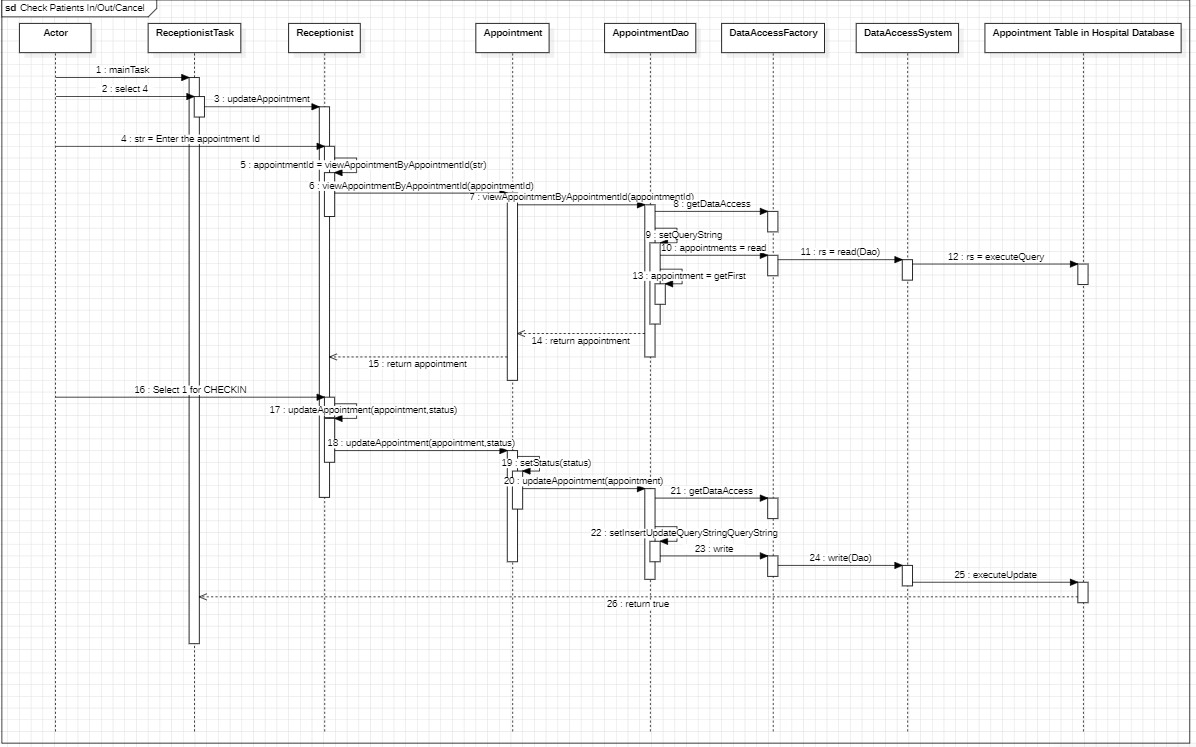 sd Check Patients In/Out/Cancel
Actor
ReceptionistTask
Receptionist
Appointment
AppointmentDao
DataAccessFactory
DataAccessSystem
Appointment Table in Hospital Database
1 : mainTask
2 : select 4
3 : updateAppointment
4 : str = Enter the appointment Id
5 : appointmentId = viewAppointmentByAppointmentId(str)
6 : viewAppointmentByAppointmentId(appointmentId)
7 : viewAppointmentByAppointmentId(appointmentId)
8 : getDataAccess
9 : setQueryString
10 : appointments = read
11 : rs = read(Dao)
12 : rs = executeQuery
13 : appointment = getFirst
14 : return appointment
15 : return appointment
16 : Select 1 for CHECKIN
17 : updateAppointment(appointment,status)
18 : updateAppointment(appointment,status)
19 : setStatus(status)
20 : updateAppointment(appointment)
21 : getDataAccess
22 : setInsertUpdateQueryStringQueryString
23 : write
24 : write(Dao)
25 : executeUpdate
26 : return true